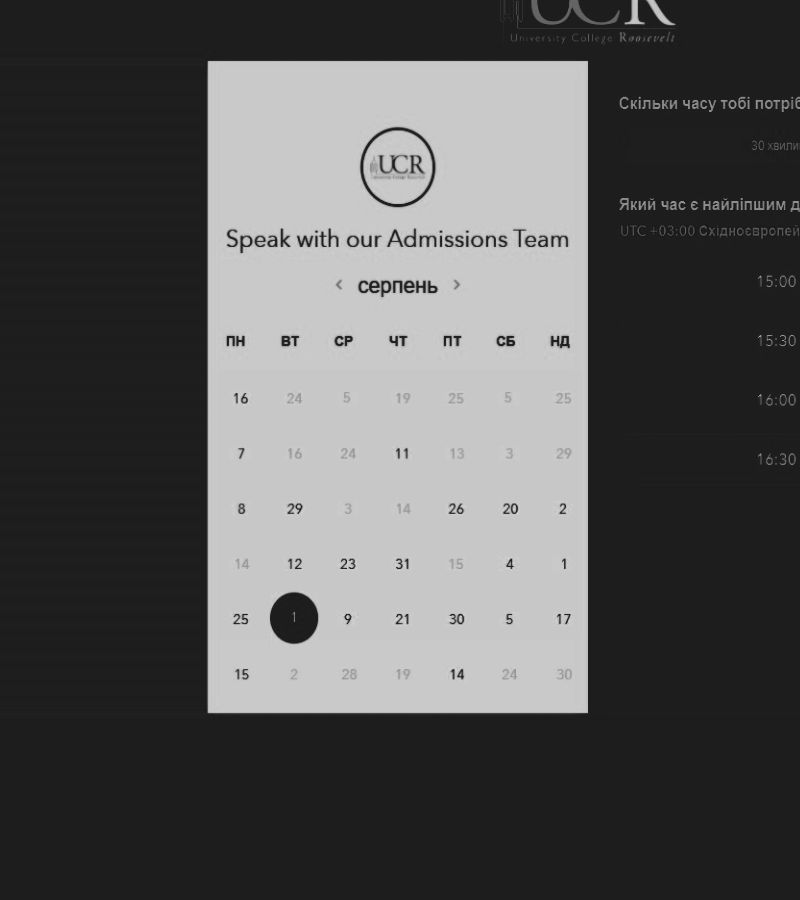 UCR
University College Roosevelt
UCR
Speak with our Admissions Team
< серпень >
ПН ВТ СР ЧТ ПТ СБ НД
16 24 5 19 25 5 25
7 16 24 11 13 3 29
8 29 3 14 26 20 2
14 12 23 31 15 4 1
25 1 9 21 30 5 17
15 2 28 19 14 24 30
Скільки часу тобі потріб
30 хвили
Який час є найліпшим д
UTC +03:00 Східноєвропей
15:00
15:30
16:00
16:30